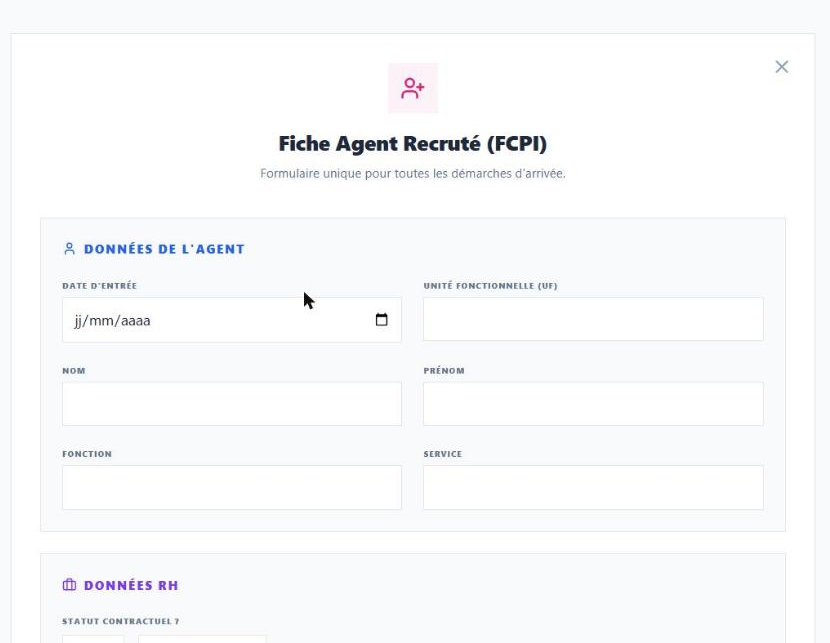 Fiche Agent Recruté (FCPI)
Formulaire unique pour toutes les démarches d'arrivée.
DONNÉES DE L'AGENT
DATE D'ENTRÉE
UNITÉ FONCTIONNELLE (UF)
jj/mm/aaaa
NOM
PRÉNOM
FONCTION
SERVICE
DONNÉES RH
STATUT CONTRACTUEL ?